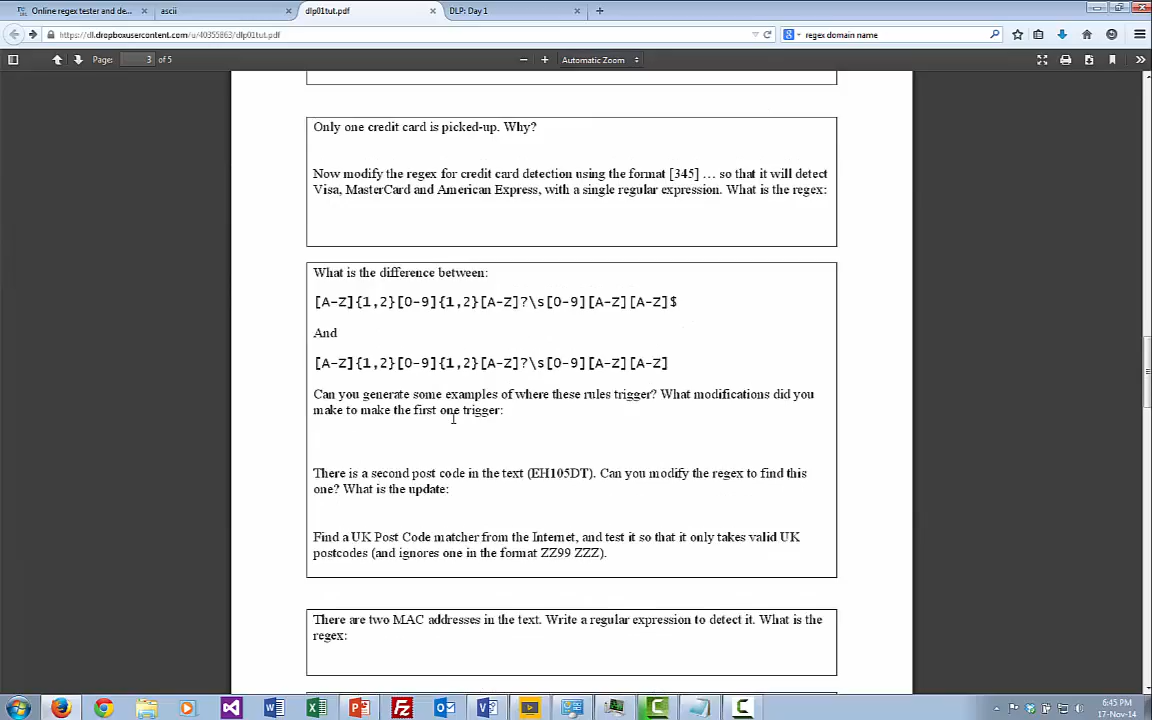 Online regex tester and de...
ascii
dlp01tut.pdf
DLP: Day 1
https://dl.dropboxusercontent.com/u/40355863/dlp01tut.pdf
regex domain name
Page: 3 of 5
Automatic Zoom
Only one credit card is picked-up. Why?
Now modify the regex for credit card detection using the format [345] … so that it will detect
Visa, MasterCard and American Express, with a single regular expression. What is the regex:
What is the difference between:
[A-Z]{1,2}[0-9]{1,2}[A-Z]?\s[0-9][A-Z][A-Z]$
And
[A-Z]{1,2}[0-9]{1,2}[A-Z]?\s[0-9][A-Z][A-Z]
Can you generate some examples of where these rules trigger? What modifications did you
make to make the first one trigger:
There is a second post code in the text (EH105DT). Can you modify the regex to find this
one? What is the update:
Find a UK Post Code matcher from the Internet, and test it so that it only takes valid UK
postcodes (and ignores one in the format ZZ99 ZZZ).
There are two MAC addresses in the text. Write a regular expression to detect it. What is the
regex:
6:45 PM
17-Nov-14